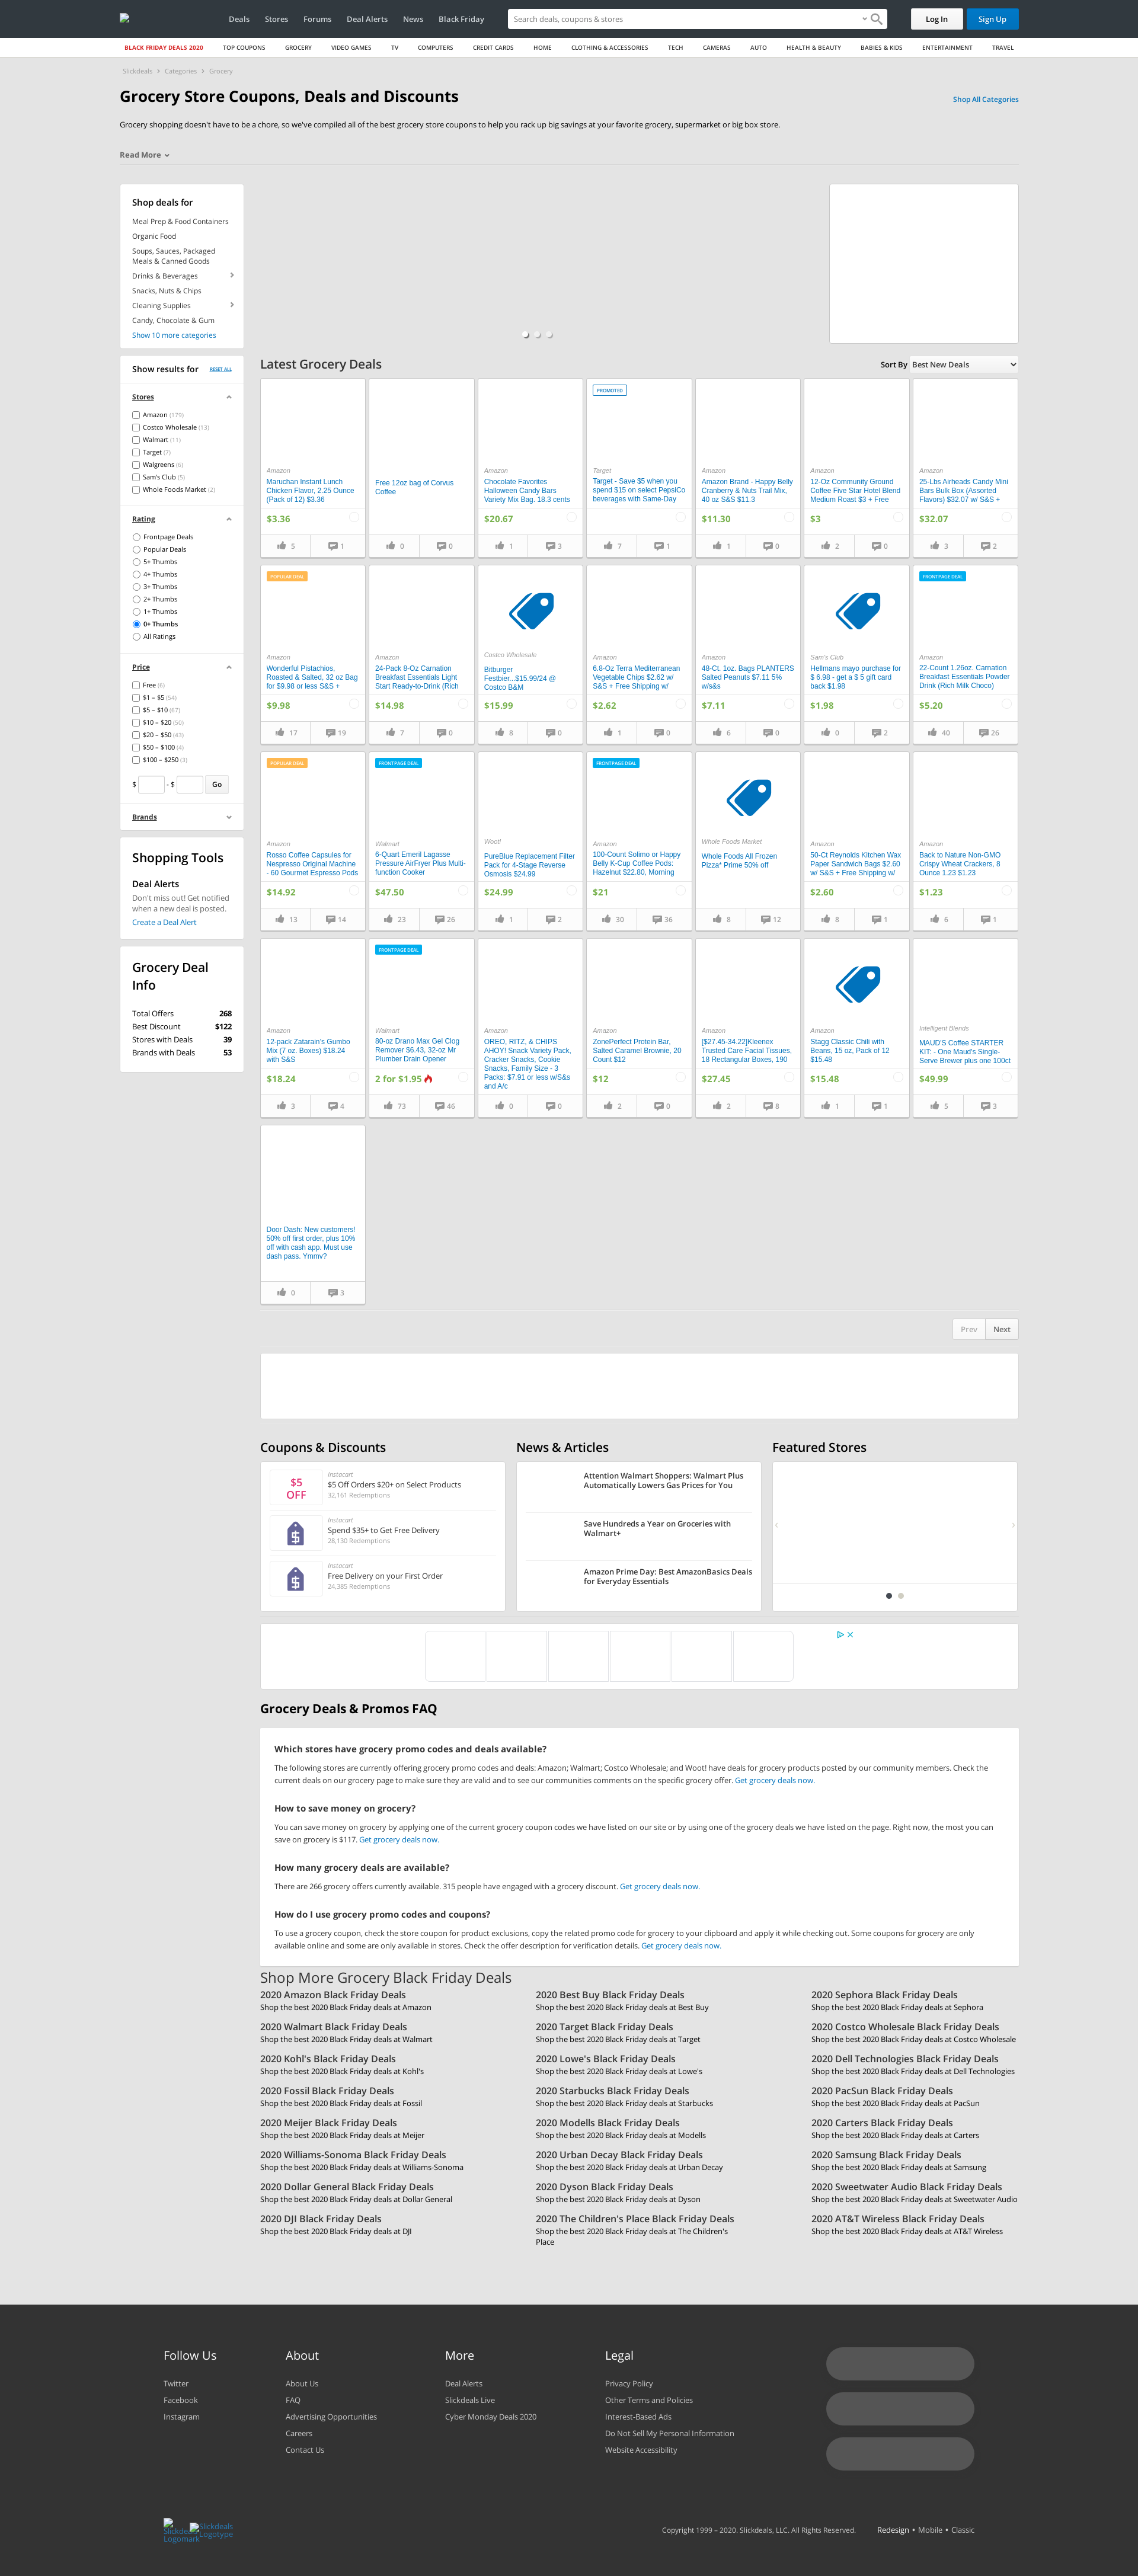 Deals
Stores
Forums
Deal Alerts
News
Black Friday
Search deals, coupons & stores
Log In
Sign Up
BLACK FRIDAY DEALS 2020
TOP COUPONS
GROCERY
VIDEO GAMES
TV
COMPUTERS
CREDIT CARDS
HOME
CLOTHING & ACCESSORIES
TECH
CAMERAS
AUTO
HEALTH & BEAUTY
BABIES & KIDS
ENTERTAINMENT
TRAVEL
Slickdeals > Categories > Grocery
Grocery Store Coupons, Deals and Discounts
Shop All Categories
Grocery shopping doesn't have to be a chore, so we've compiled all of the best grocery store coupons to help you rack up big savings at your favorite grocery, supermarket or big box store.
Read More
Shop deals for
Meal Prep & Food Containers
Organic Food
Soups, Sauces, Packaged
Meals & Canned Goods
Drinks & Beverages
Snacks, Nuts & Chips
Cleaning Supplies
Candy, Chocolate & Gum
Show 10 more categories
Show results for
RESET ALL
Stores
Amazon (179)
Costco Wholesale (13)
Walmart (11)
Target (7)
Walgreens (6)
Sam's Club (5)
Whole Foods Market (2)
Rating
Frontpage Deals
Popular Deals
5+ Thumbs
4+ Thumbs
3+ Thumbs
2+ Thumbs
1+ Thumbs
0+ Thumbs
All Ratings
Price
Free (6)
$1 – $5 (54)
$5 – $10 (67)
$10 – $20 (50)
$20 – $50 (43)
$50 – $100 (4)
$100 – $250 (3)
$ - $ Go
Brands
Shopping Tools
Deal Alerts
Don't miss out! Get notified
when a new deal is posted.
Create a Deal Alert
Grocery Deal
Info
Total Offers 268
Best Discount $122
Stores with Deals 39
Brands with Deals 53
Latest Grocery Deals
Sort By Best New Deals
Amazon
Maruchan Instant Lunch
Chicken Flavor, 2.25 Ounce
(Pack of 12) $3.36
$3.36
5 1
Free 12oz bag of Corvus
Coffee
0 0
Amazon
Chocolate Favorites
Halloween Candy Bars
Variety Mix Bag. 18.3 cents
$20.67
1 3
PROMOTED
Target
Target - Save $5 when you
spend $15 on select PepsiCo
beverages with Same-Day
7 1
Amazon
Amazon Brand - Happy Belly
Cranberry & Nuts Trail Mix,
40 oz S&S $11.3
$11.30
1 0
Amazon
12-Oz Community Ground
Coffee Five Star Hotel Blend
Medium Roast $3 + Free
$3
2 0
Amazon
25-Lbs Airheads Candy Mini
Bars Bulk Box (Assorted
Flavors) $32.07 w/ S&S +
$32.07
3 2
POPULAR DEAL
Amazon
Wonderful Pistachios,
Roasted & Salted, 32 oz Bag
for $9.98 or less S&S +
$9.98
17 19
Amazon
24-Pack 8-Oz Carnation
Breakfast Essentials Light
Start Ready-to-Drink (Rich
$14.98
7 0
Costco Wholesale
Bitburger
Festbier...$15.99/24 @
Costco B&M
$15.99
8 0
Amazon
6.8-Oz Terra Mediterranean
Vegetable Chips $2.62 w/
S&S + Free Shipping w/
$2.62
1 0
Amazon
48-Ct. 1oz. Bags PLANTERS
Salted Peanuts $7.11 5%
w/s&s
$7.11
6 0
Sam's Club
Hellmans mayo purchase for
$ 6.98 - get a $ 5 gift card
back $1.98
$1.98
0 2
FRONTPAGE DEAL
Amazon
22-Count 1.26oz. Carnation
Breakfast Essentials Powder
Drink (Rich Milk Choco)
$5.20
40 26
POPULAR DEAL
Amazon
Rosso Coffee Capsules for
Nespresso Original Machine
- 60 Gourmet Espresso Pods
$14.92
13 14
FRONTPAGE DEAL
Walmart
6-Quart Emeril Lagasse
Pressure AirFryer Plus Multi-
function Cooker
$47.50
23 26
Woot!
PureBlue Replacement Filter
Pack for 4-Stage Reverse
Osmosis $24.99
$24.99
1 2
FRONTPAGE DEAL
Amazon
100-Count Solimo or Happy
Belly K-Cup Coffee Pods:
Hazelnut $22.80, Morning
$21
30 36
Whole Foods Market
Whole Foods All Frozen
Pizza* Prime 50% off
8 12
Amazon
50-Ct Reynolds Kitchen Wax
Paper Sandwich Bags $2.60
w/ S&S + Free Shipping w/
$2.60
8 1
Amazon
Back to Nature Non-GMO
Crispy Wheat Crackers, 8
Ounce 1.23 $1.23
$1.23
6 1
Amazon
12-pack Zatarain's Gumbo
Mix (7 oz. Boxes) $18.24
with S&S
$18.24
3 4
FRONTPAGE DEAL
Walmart
80-oz Drano Max Gel Clog
Remover $6.43, 32-oz Mr
Plumber Drain Opener
2 for $1.95
73 46
Amazon
OREO, RITZ, & CHIPS
AHOY! Snack Variety Pack,
Cracker Snacks, Cookie
Snacks, Family Size - 3
Packs: $7.91 or less w/S&s
and A/c
0 0
Amazon
ZonePerfect Protein Bar,
Salted Caramel Brownie, 20
Count $12
$12
2 0
Amazon
[$27.45-34.22]Kleenex
Trusted Care Facial Tissues,
18 Rectangular Boxes, 190
$27.45
2 8
Amazon
Stagg Classic Chili with
Beans, 15 oz, Pack of 12
$15.48
$15.48
1 1
Intelligent Blends
MAUD'S Coffee STARTER
KIT: - One Maud's Single-
Serve Brewer plus one 100ct
$49.99
5 3
Door Dash: New customers!
50% off first order, plus 10%
off with cash app. Must use
dash pass. Ymmv?
0 3
Prev Next
Coupons & Discounts
$5
OFF
Instacart
$5 Off Orders $20+ on Select Products
32,161 Redemptions
Instacart
Spend $35+ to Get Free Delivery
28,130 Redemptions
Instacart
Free Delivery on your First Order
24,385 Redemptions
News & Articles
Attention Walmart Shoppers: Walmart Plus
Automatically Lowers Gas Prices for You
Save Hundreds a Year on Groceries with
Walmart+
Amazon Prime Day: Best AmazonBasics Deals
for Everyday Essentials
Featured Stores
Grocery Deals & Promos FAQ
Which stores have grocery promo codes and deals available?
The following stores are currently offering grocery promo codes and deals: Amazon; Walmart; Costco Wholesale; and Woot! have deals for grocery products posted by our community members. Check the
current deals on our grocery page to make sure they are valid and to see our communities comments on the specific grocery offer. Get grocery deals now.
How to save money on grocery?
You can save money on grocery by applying one of the current grocery coupon codes we have listed on our site or by using one of the grocery deals we have listed on the page. Right now, the most you can
save on grocery is $117. Get grocery deals now.
How many grocery deals are available?
There are 266 grocery offers currently available. 315 people have engaged with a grocery discount. Get grocery deals now.
How do I use grocery promo codes and coupons?
To use a grocery coupon, check the store coupon for product exclusions, copy the related promo code for grocery to your clipboard and apply it while checking out. Some coupons for grocery are only
available online and some are only available in stores. Check the offer description for verification details. Get grocery deals now.
Shop More Grocery Black Friday Deals
2020 Amazon Black Friday Deals
Shop the best 2020 Black Friday deals at Amazon
2020 Best Buy Black Friday Deals
Shop the best 2020 Black Friday deals at Best Buy
2020 Sephora Black Friday Deals
Shop the best 2020 Black Friday deals at Sephora
2020 Walmart Black Friday Deals
Shop the best 2020 Black Friday deals at Walmart
2020 Target Black Friday Deals
Shop the best 2020 Black Friday deals at Target
2020 Costco Wholesale Black Friday Deals
Shop the best 2020 Black Friday deals at Costco Wholesale
2020 Kohl's Black Friday Deals
Shop the best 2020 Black Friday deals at Kohl's
2020 Lowe's Black Friday Deals
Shop the best 2020 Black Friday deals at Lowe's
2020 Dell Technologies Black Friday Deals
Shop the best 2020 Black Friday deals at Dell Technologies
2020 Fossil Black Friday Deals
Shop the best 2020 Black Friday deals at Fossil
2020 Starbucks Black Friday Deals
Shop the best 2020 Black Friday deals at Starbucks
2020 PacSun Black Friday Deals
Shop the best 2020 Black Friday deals at PacSun
2020 Meijer Black Friday Deals
Shop the best 2020 Black Friday deals at Meijer
2020 Modells Black Friday Deals
Shop the best 2020 Black Friday deals at Modells
2020 Carters Black Friday Deals
Shop the best 2020 Black Friday deals at Carters
2020 Williams-Sonoma Black Friday Deals
Shop the best 2020 Black Friday deals at Williams-Sonoma
2020 Urban Decay Black Friday Deals
Shop the best 2020 Black Friday deals at Urban Decay
2020 Samsung Black Friday Deals
Shop the best 2020 Black Friday deals at Samsung
2020 Dollar General Black Friday Deals
Shop the best 2020 Black Friday deals at Dollar General
2020 Dyson Black Friday Deals
Shop the best 2020 Black Friday deals at Dyson
2020 Sweetwater Audio Black Friday Deals
Shop the best 2020 Black Friday deals at Sweetwater Audio
2020 DJI Black Friday Deals
Shop the best 2020 Black Friday deals at DJI
2020 The Children's Place Black Friday Deals
Shop the best 2020 Black Friday deals at The Children's
Place
2020 AT&T Wireless Black Friday Deals
Shop the best 2020 Black Friday deals at AT&T Wireless
Follow Us
Twitter
Facebook
Instagram
About
About Us
FAQ
Advertising Opportunities
Careers
Contact Us
More
Deal Alerts
Slickdeals Live
Cyber Monday Deals 2020
Legal
Privacy Policy
Other Terms and Policies
Interest-Based Ads
Do Not Sell My Personal Information
Website Accessibility
Slickdeals
Logomark
Slickdeals
Logotype
Copyright 1999 – 2020. Slickdeals, LLC. All Rights Reserved.
Redesign • Mobile • Classic